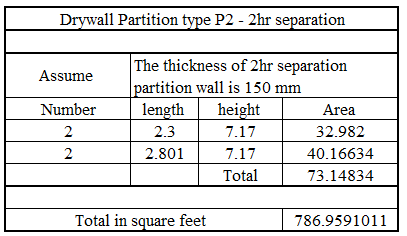 Drywall Partition type P2 - 2hr separation
Assume The thickness of 2hr separation
partition wall is 150 mm
Number length height Area
2 2.3 7.17 32.982
2 2.801 7.17 40.16634
Total 73.14834
Total in square feet 786.9591011